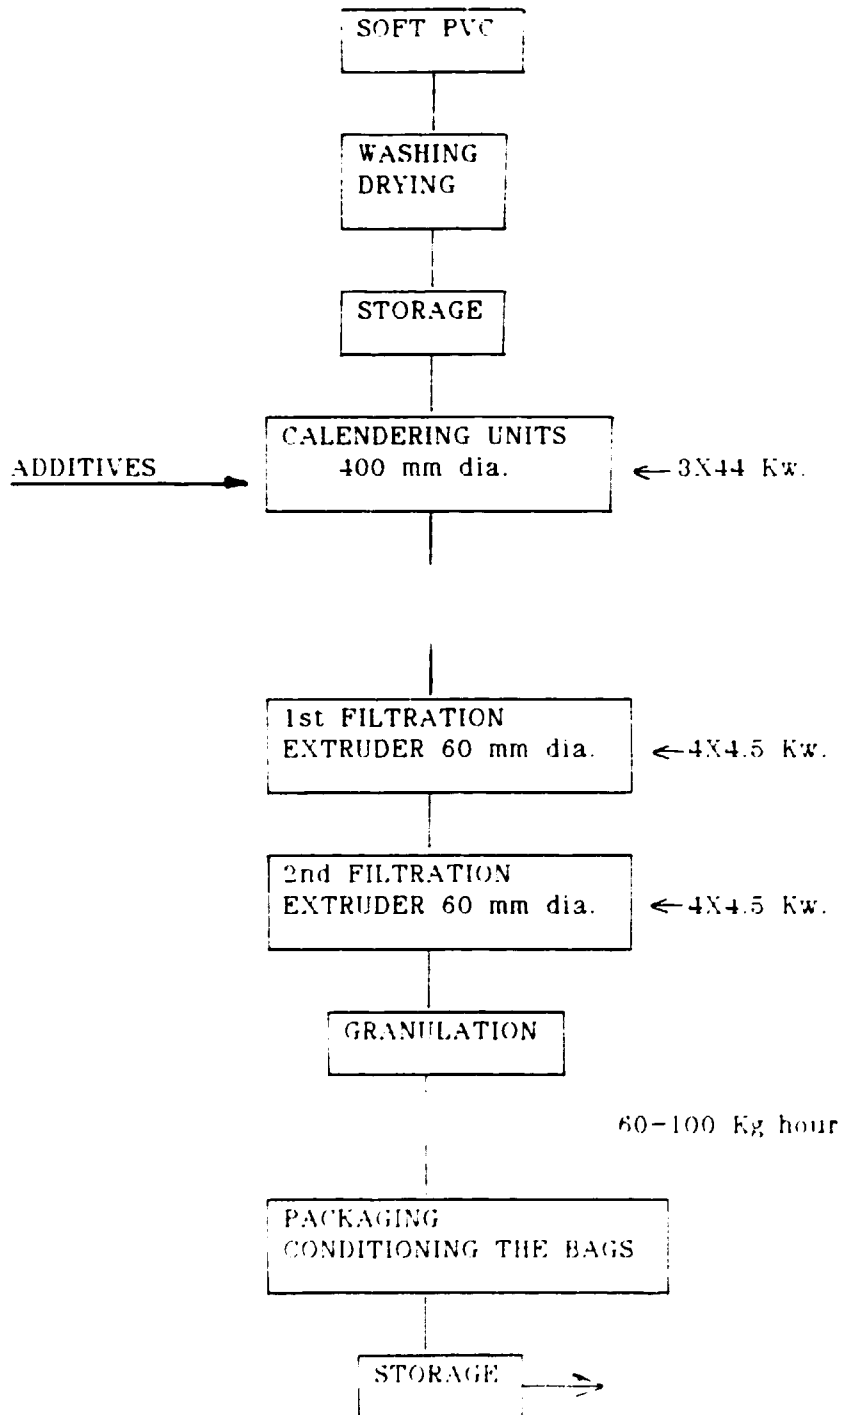 SOFT PVC
WASHING
DRYING
STORAGE
CALENDERING UNITS
400 mm dia.
ADDITIVES
3X44 Kw.
1st FILTRATION
EXTRUDER 60 mm dia.
4X4.5 Kw.
2nd FILTRATION
EXTRUDER 60 mm dia.
4X4.5 Kw.
GRANULATION
60-100 Kg hour
PACKAGING
CONDITIONING THE BAGS
STORAGE